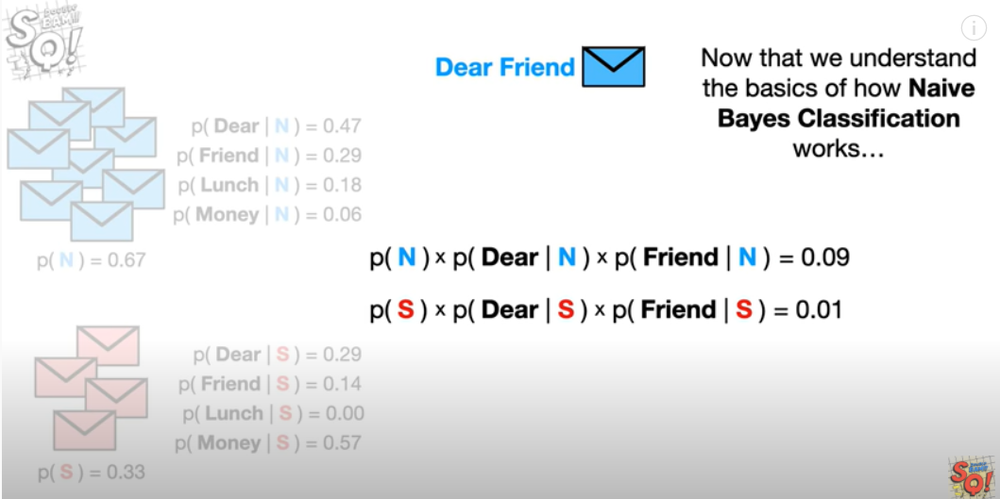 SQ!
Dear Friend
Now that we understand
the basics of how Naive
Bayes Classification
works...
p( Dear | N ) = 0.47
p( Friend | N ) = 0.29
p( Lunch | N ) = 0.18
p( Money | N ) = 0.06
p( N ) = 0.67
p( N ) x p( Dear | N ) x p( Friend | N ) = 0.09
p( S ) x p( Dear | S ) x p( Friend | S ) = 0.01
p( Dear | S ) = 0.29
p( Friend | S ) = 0.14
p( Lunch | S ) = 0.00
p( Money | S ) = 0.57
p( S ) = 0.33
SQ!